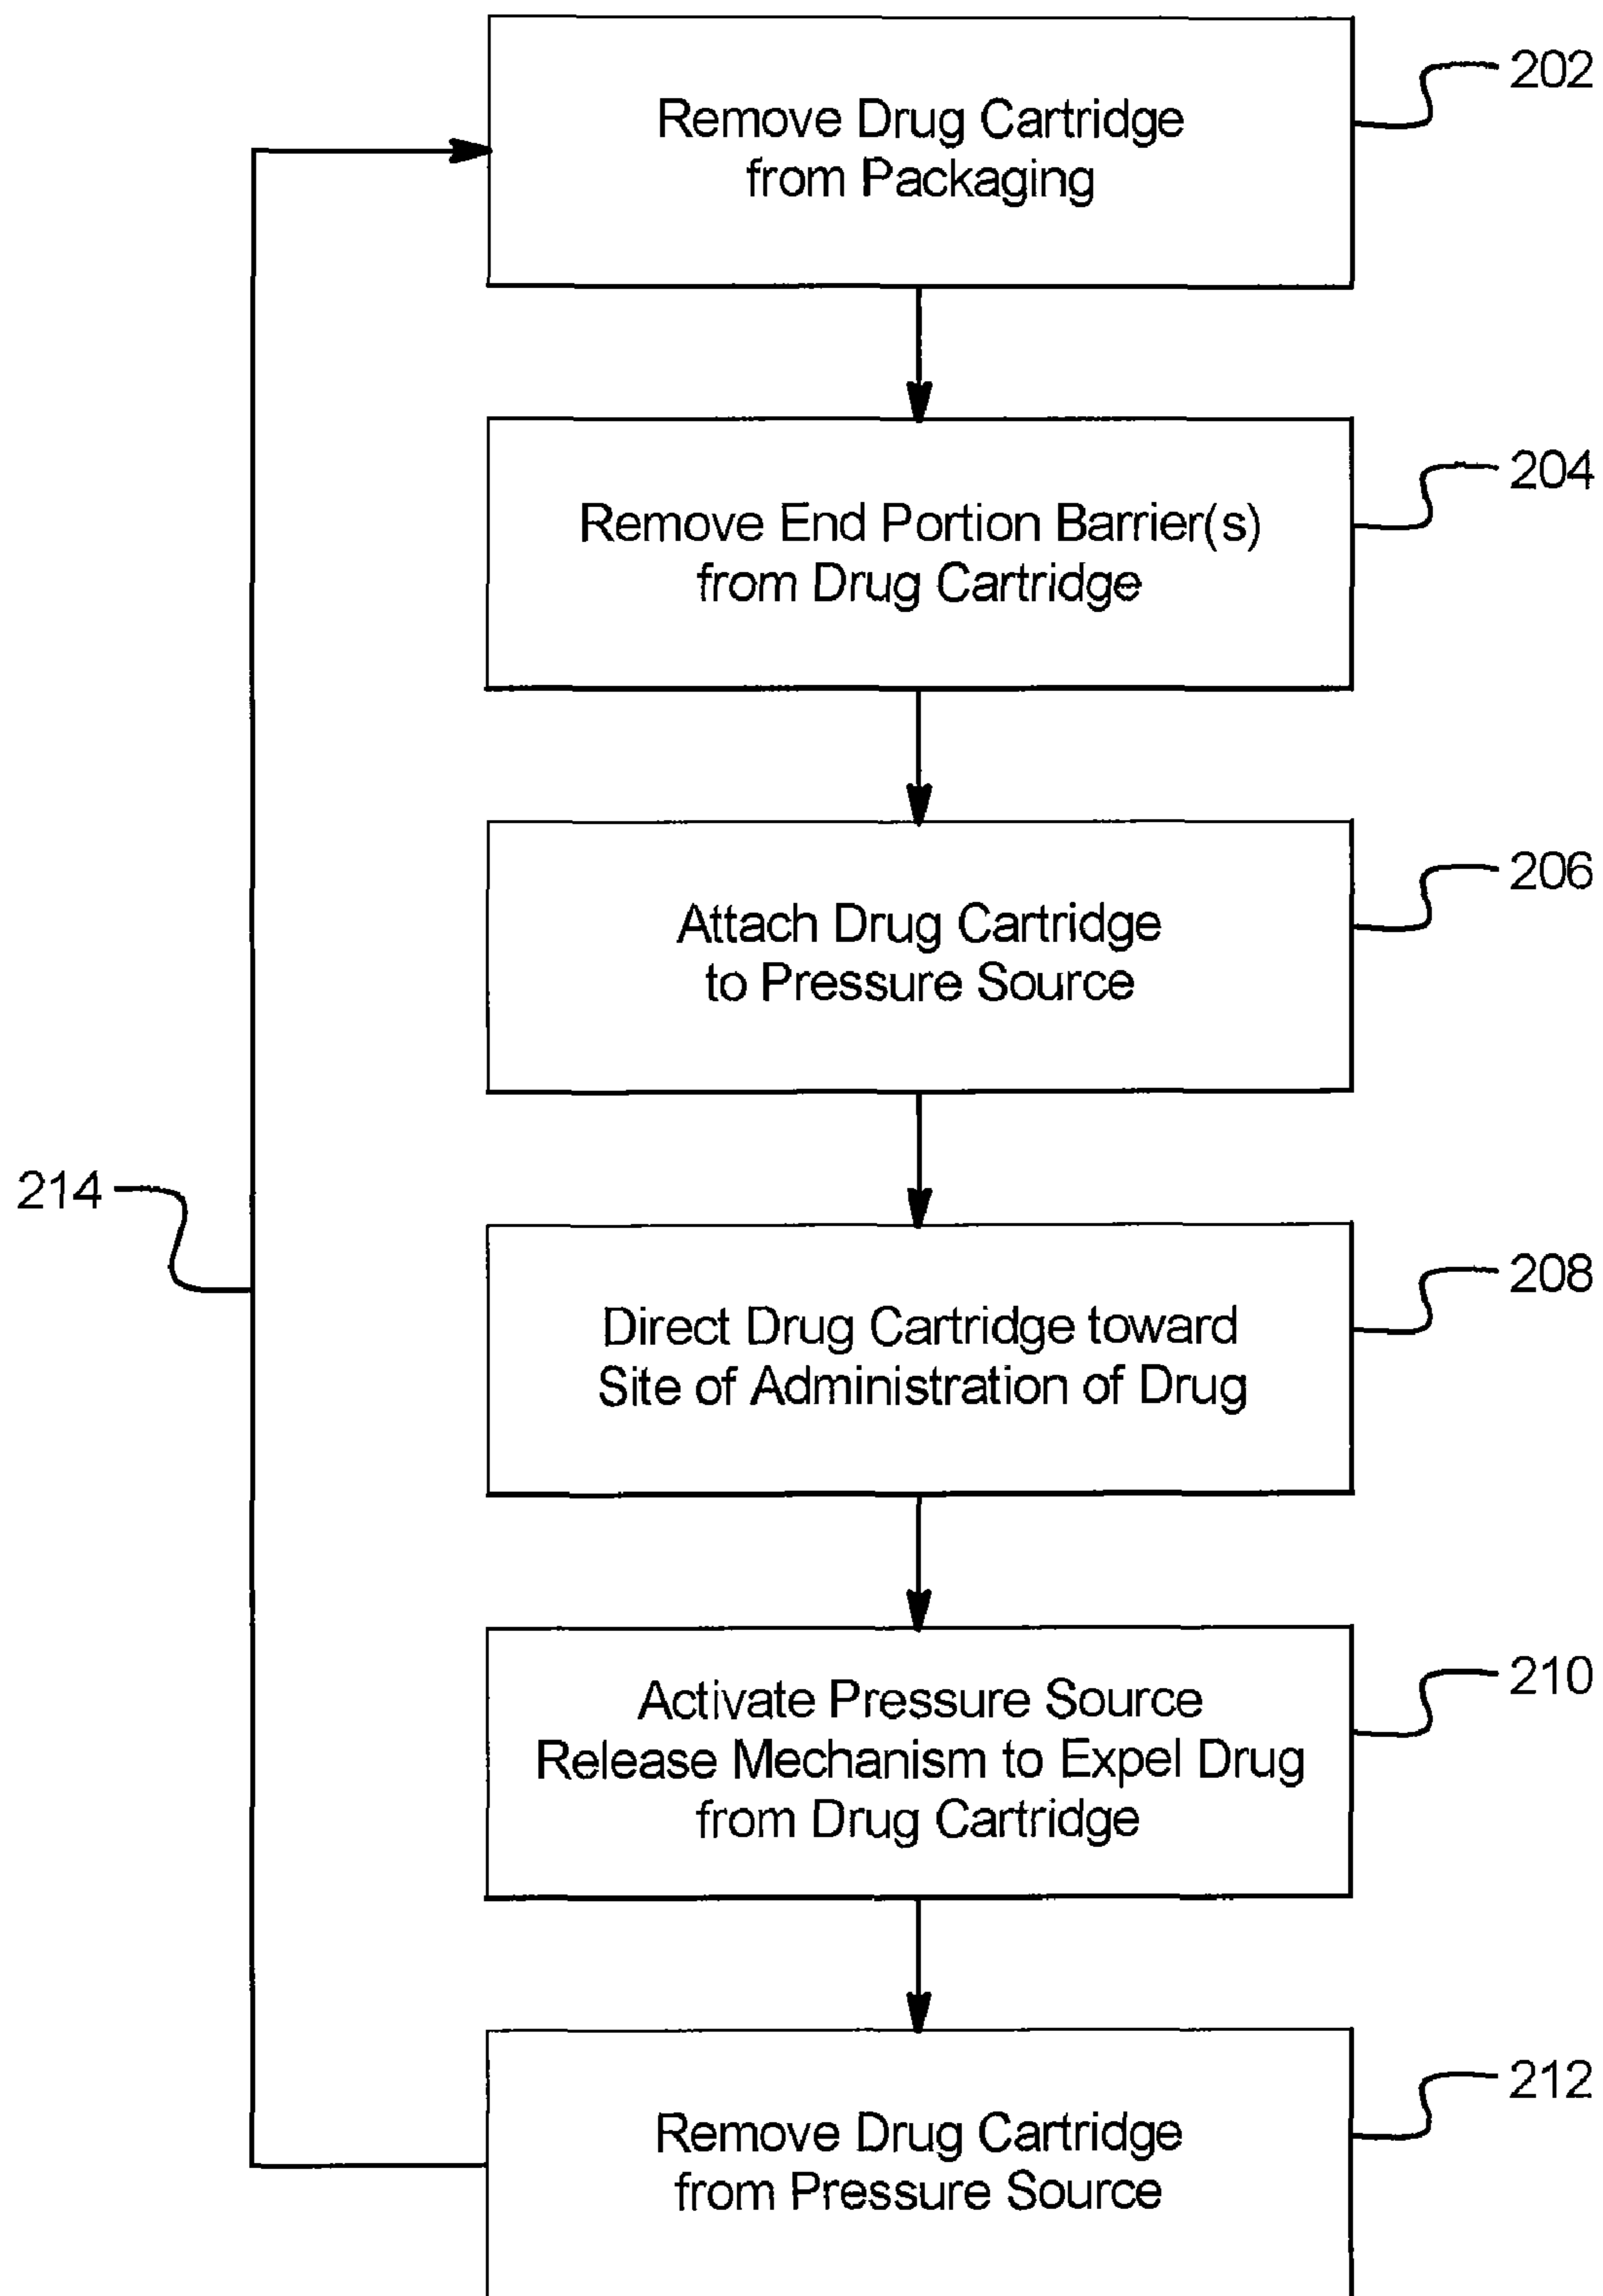 Remove Drug Cartridge
from Packaging
202
Remove End Portion Barrier(s)
from Drug Cartridge
204
Attach Drug Cartridge
to Pressure Source
206
214
Direct Drug Cartridge toward
Site of Administration of Drug
208
Activate Pressure Source
Release Mechanism to Expel Drug
from Drug Cartridge
210
Remove Drug Cartridge
from Pressure Source
212